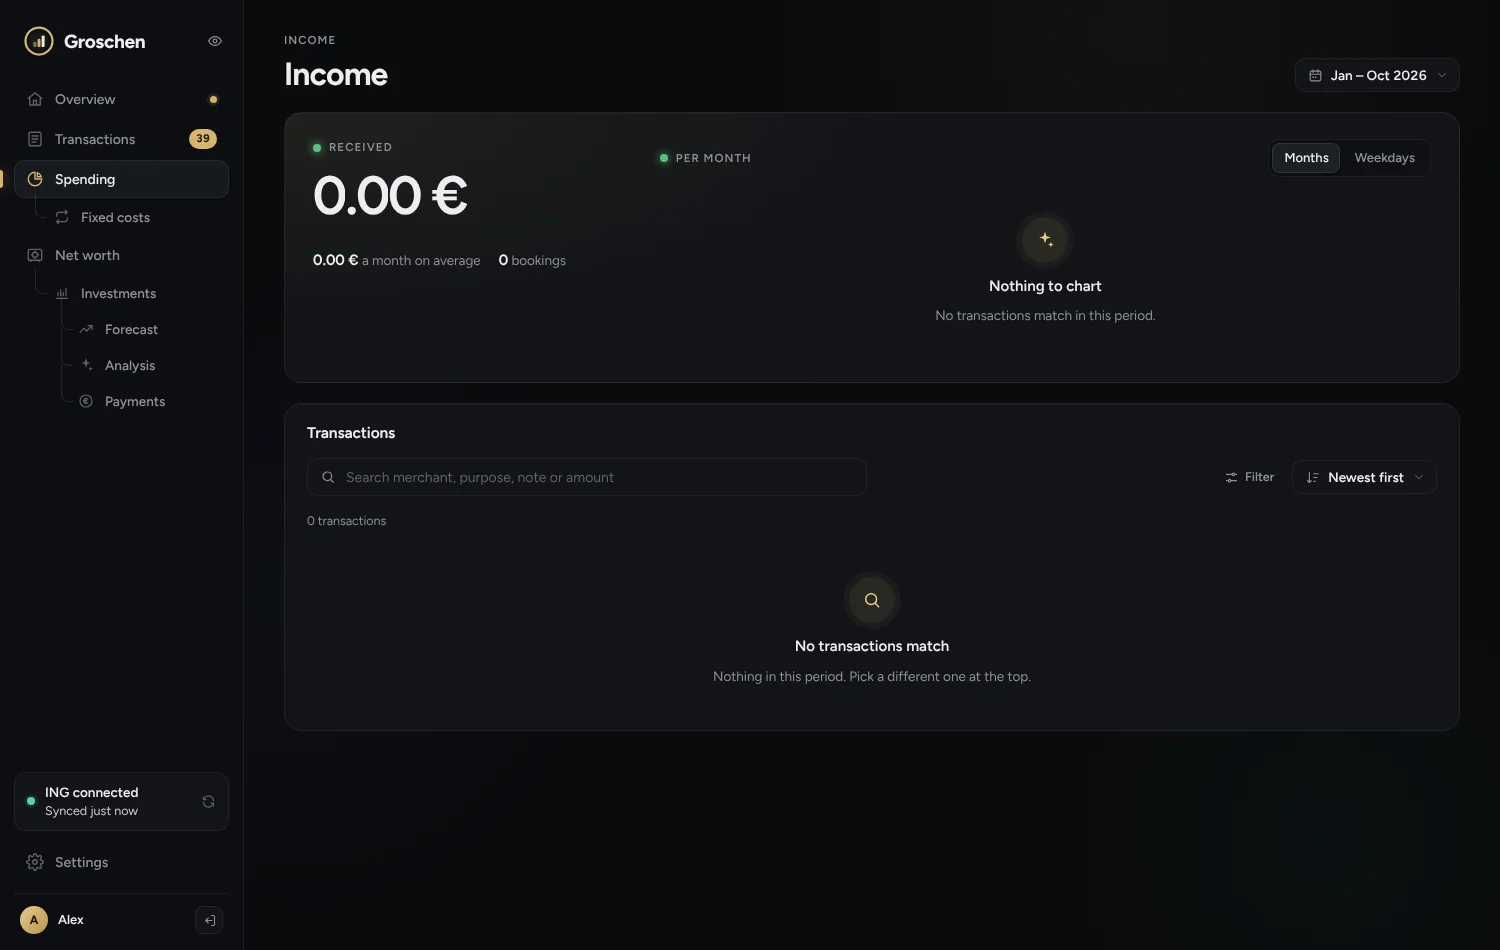 Groschen
Overview
Transactions 39
Spending
Fixed costs
Net worth
Investments
Forecast
Analysis
Payments
ING connected
Synced just now
Settings
A Alex
INCOME
Income
Jan – Oct 2026
RECEIVED
0.00 €
0.00 € a month on average 0 bookings
PER MONTH
Months Weekdays
Nothing to chart
No transactions match in this period.
Transactions
Search merchant, purpose, note or amount
Filter Newest first
0 transactions
No transactions match
Nothing in this period. Pick a different one at the top.